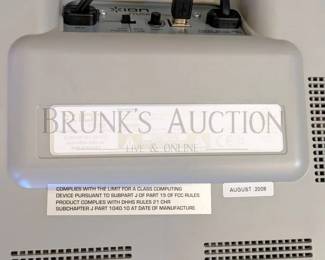 ION
BRUNK'S AUCTION
LIVE & ONLINE
COMPLIES WITH THE LIMIT FOR A CLASS COMPUTING
DEVICE PURSUANT TO SUBPART J OF PART 15 OF FCC RULES
PRODUCT COMPLIES WITH DHHS RULES 21 CHR
SUBCHAPTER J PART 1040.10 AT DATE OF MANUFACTURE.
AUGUST .2008